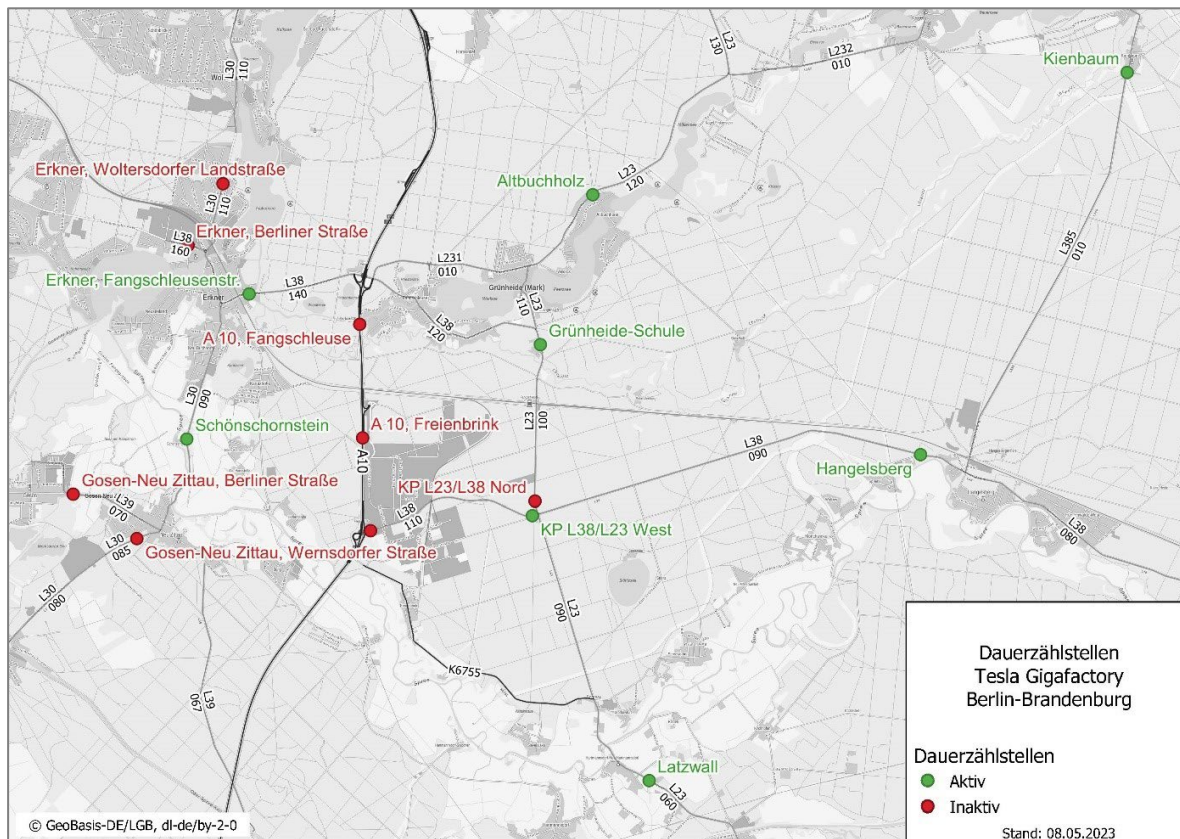 L30
110
L23
130
L232
010
Kienbaum
Erkner, Woltersdorfer Landstraße
L30
110
Altbuchholz
L23
120
L38
160
Erkner, Berliner Straße
L385
010
Erkner, Fangschleusenstr.
Erkner
L38
140
L231
010
Grünheide (Mark)
L23
110
A 10, Fangschleuse
L38
120
Grünheide-Schule
L30
090
L23
100
Schönschornstein
A 10, Freienbrink
A10
L38
090
Hangelsberg
Gosen-Neu Zittau, Berliner Straße
KP L23/L38 Nord
L39
070
L38
110
KP L38/L23 West
L38
080
L30
085
Gosen-Neu Zittau, Wernsdorfer Straße
L30
080
L23
090
K6755
L39
067
Latzwall
L23
060
Dauerzählstellen
Tesla Gigafactory
Berlin-Brandenburg
Dauerzählstellen
Aktiv
Inaktiv
Stand: 08.05.2023
© GeoBasis-DE/LGB, dl-de/by-2-0